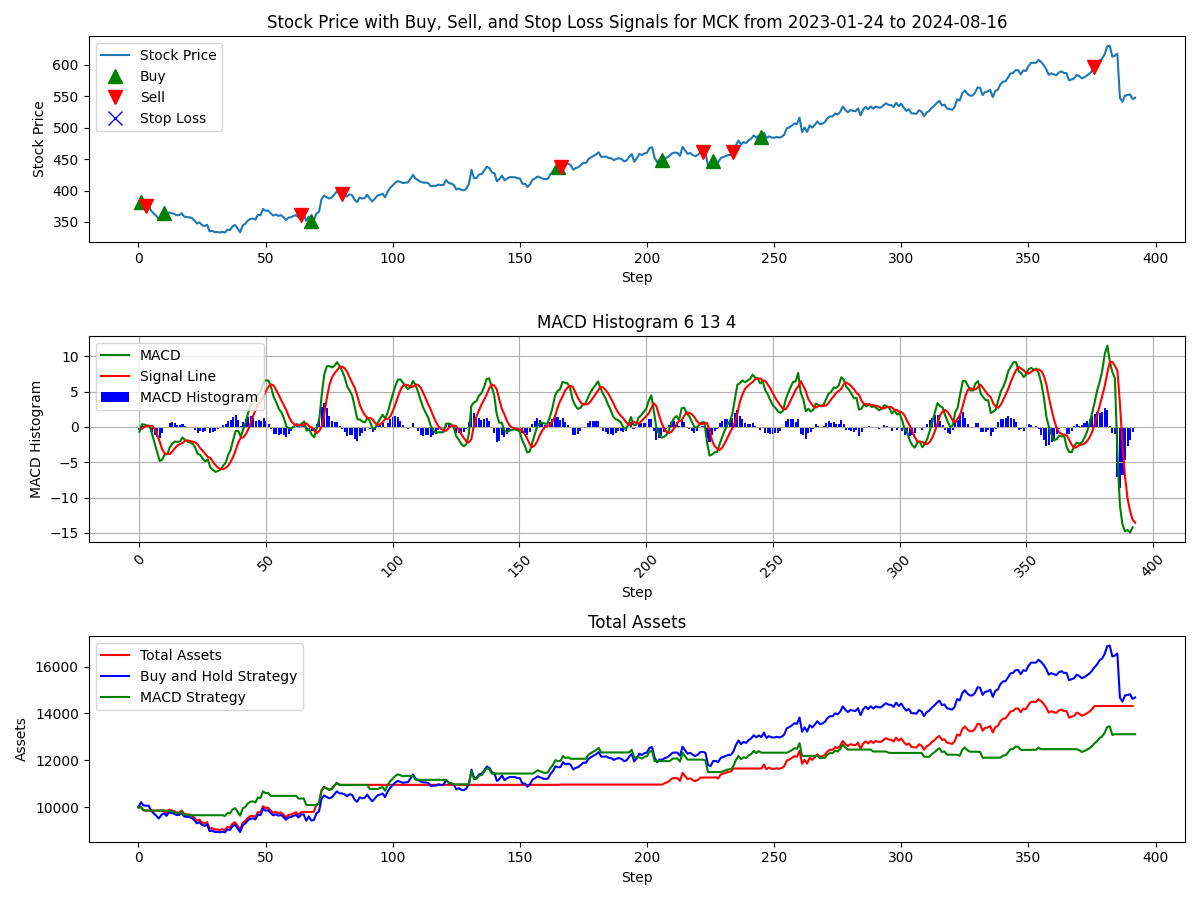 Stock Price with Buy, Sell, and Stop Loss Signals for MCK from 2023-01-24 to 2024-08-16
Stock Price
Buy
Sell
Stop Loss
600
550
500
450
400
350
Stock Price
0 50 100 150 200 250 300 350 400
Step
MACD Histogram 6 13 4
MACD
Signal Line
MACD Histogram
10
5
0
−5
−10
−15
MACD Histogram
0 50 100 150 200 250 300 350 400
Step
Total Assets
Total Assets
Buy and Hold Strategy
MACD Strategy
16000
14000
12000
10000
Assets
0 50 100 150 200 250 300 350 400
Step